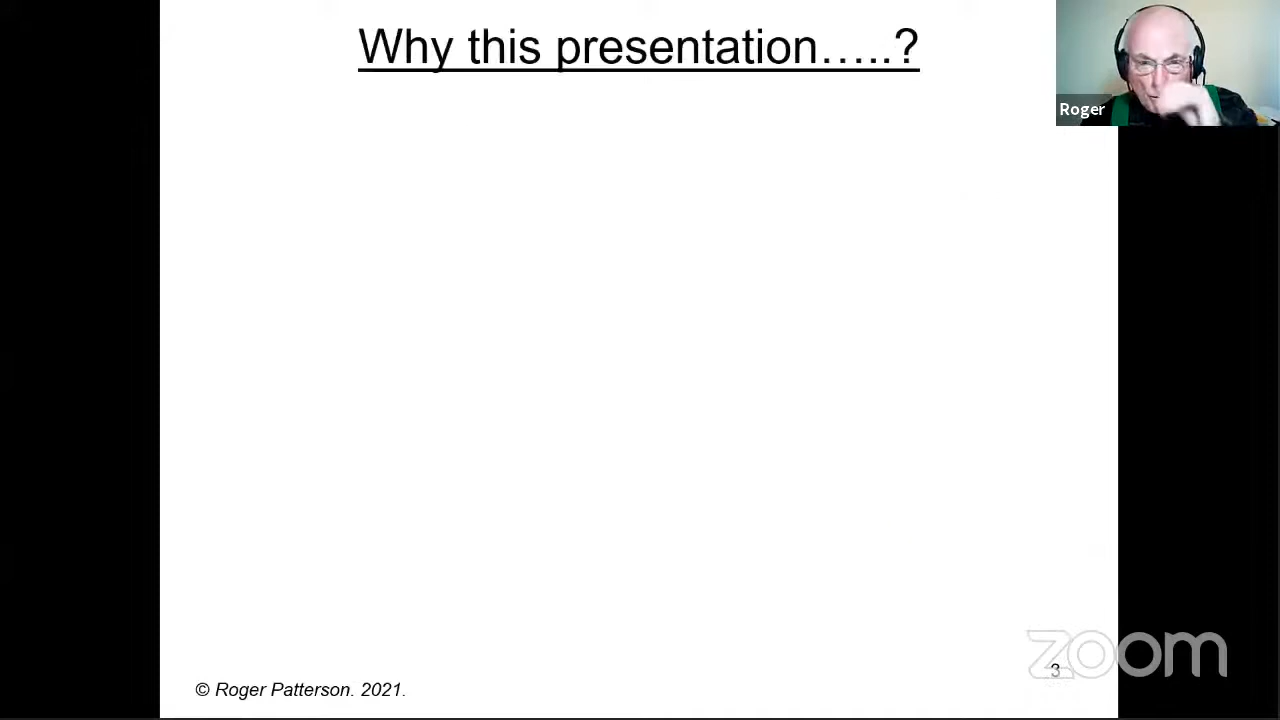 Why this presentation…..?
Roger
zoom
3
© Roger Patterson. 2021.